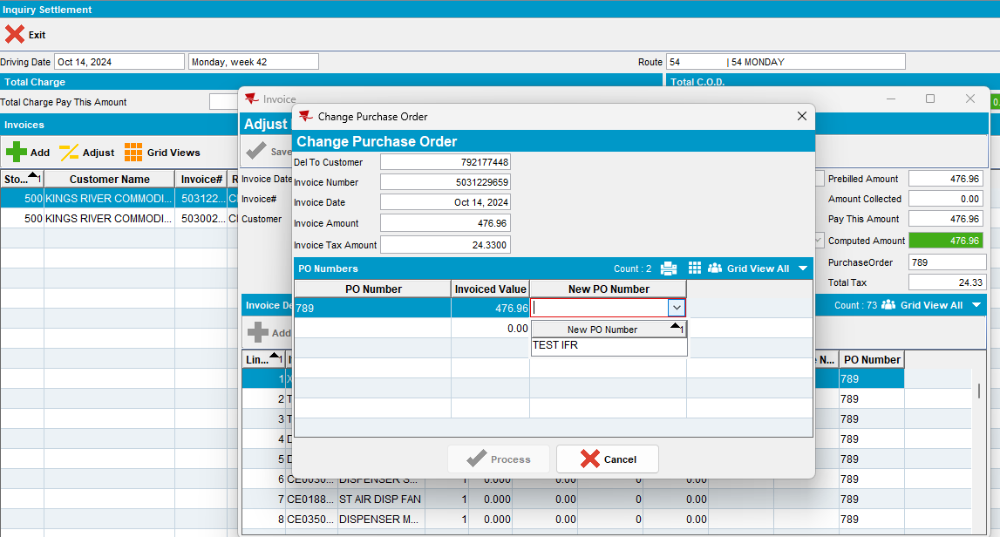 Inquiry Settlement
Exit
Driving Date Oct 14, 2024 Monday, week 42 Route 54 | 54 MONDAY
Total Charge Total C.O.D.
Total Charge Pay This Amount 0.
Invoices
Add Adjust Grid Views
Sto... 1 Customer Name Invoice# R
500 KINGS RIVER COMMODI... 503122... C
500 KINGS RIVER COMMODI... 503002... C
Invoice
Adjust
Save
Invoice Date
Invoice#
Customer
Prebilled Amount 476.96
Amount Collected 0.00
Pay This Amount 476.96
Computed Amount 476.96
PurchaseOrder 789
Total Tax 24.33
Invoice De Count : 73 Grid View All
Add
Lin... 1 N... PO Number
1 X 789
2 T 789
3 T 789
4 D 789
5 D 789
6 CE0030... DISPENSER S... 1 0.000 0.00 0 0.00 789
7 CE0188... ST AIR DISP FAN 1 0.000 0.00 0 0.00 789
8 CE0350... DISPENSER M... 1 0.000 0.00 0 0.00 789
Change Purchase Order
Change Purchase Order
Del To Customer 792177448
Invoice Number 5031229659
Invoice Date Oct 14, 2024
Invoice Amount 476.96
Invoice Tax Amount 24.3300
PO Numbers Count : 2 Grid View All
PO Number Invoiced Value New PO Number
789 476.96
0.00 New PO Number 1
TEST IFR
Process Cancel